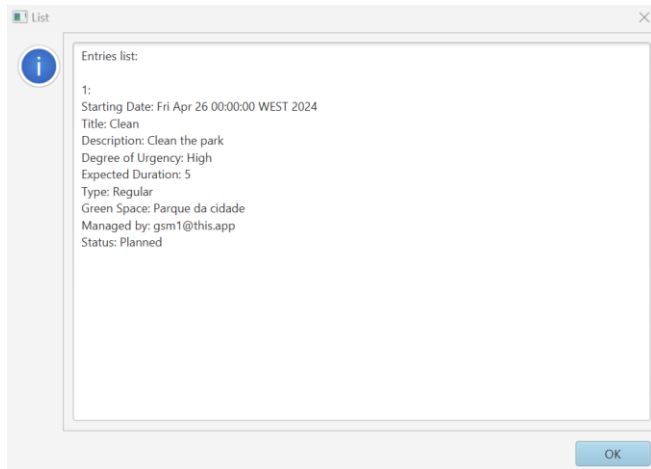 List
Entries list:
1:
Starting Date: Fri Apr 26 00:00:00 WEST 2024
Title: Clean
Description: Clean the park
Degree of Urgency: High
Expected Duration: 5
Type: Regular
Green Space: Parque da cidade
Managed by: gsm1@this.app
Status: Planned
OK